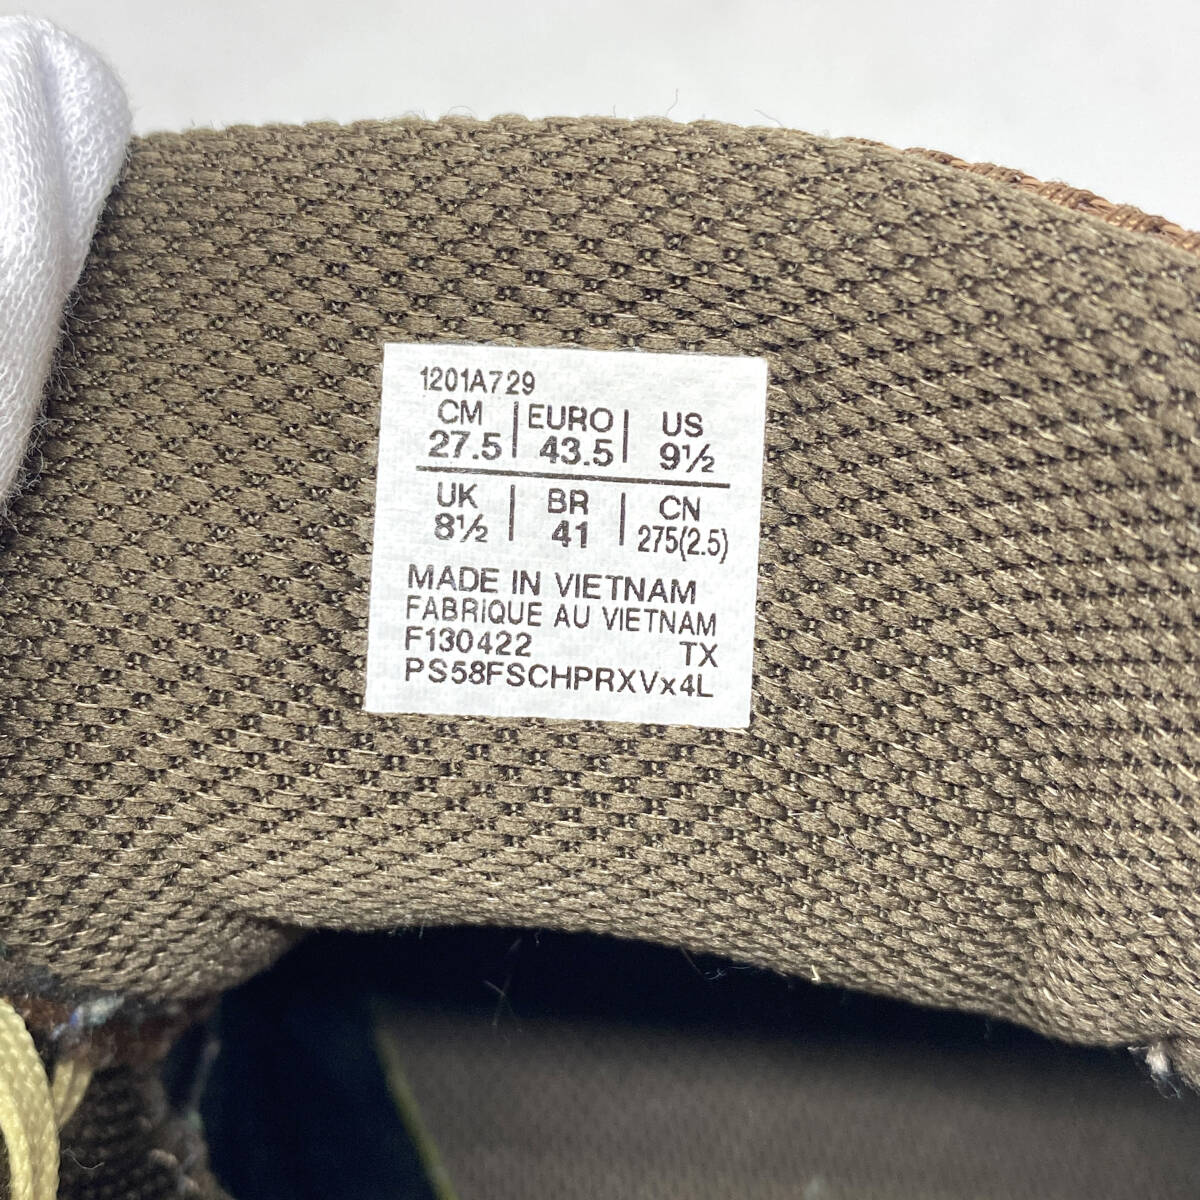 1201A729
CM | EURO | US
27.5 | 43.5 | 9½
UK | BR | CN
8½ | 41 | 275(2.5)
MADE IN VIETNAM
FABRIQUE AU VIETNAM
F130422 TX
PS58FSCHPRXVx4L